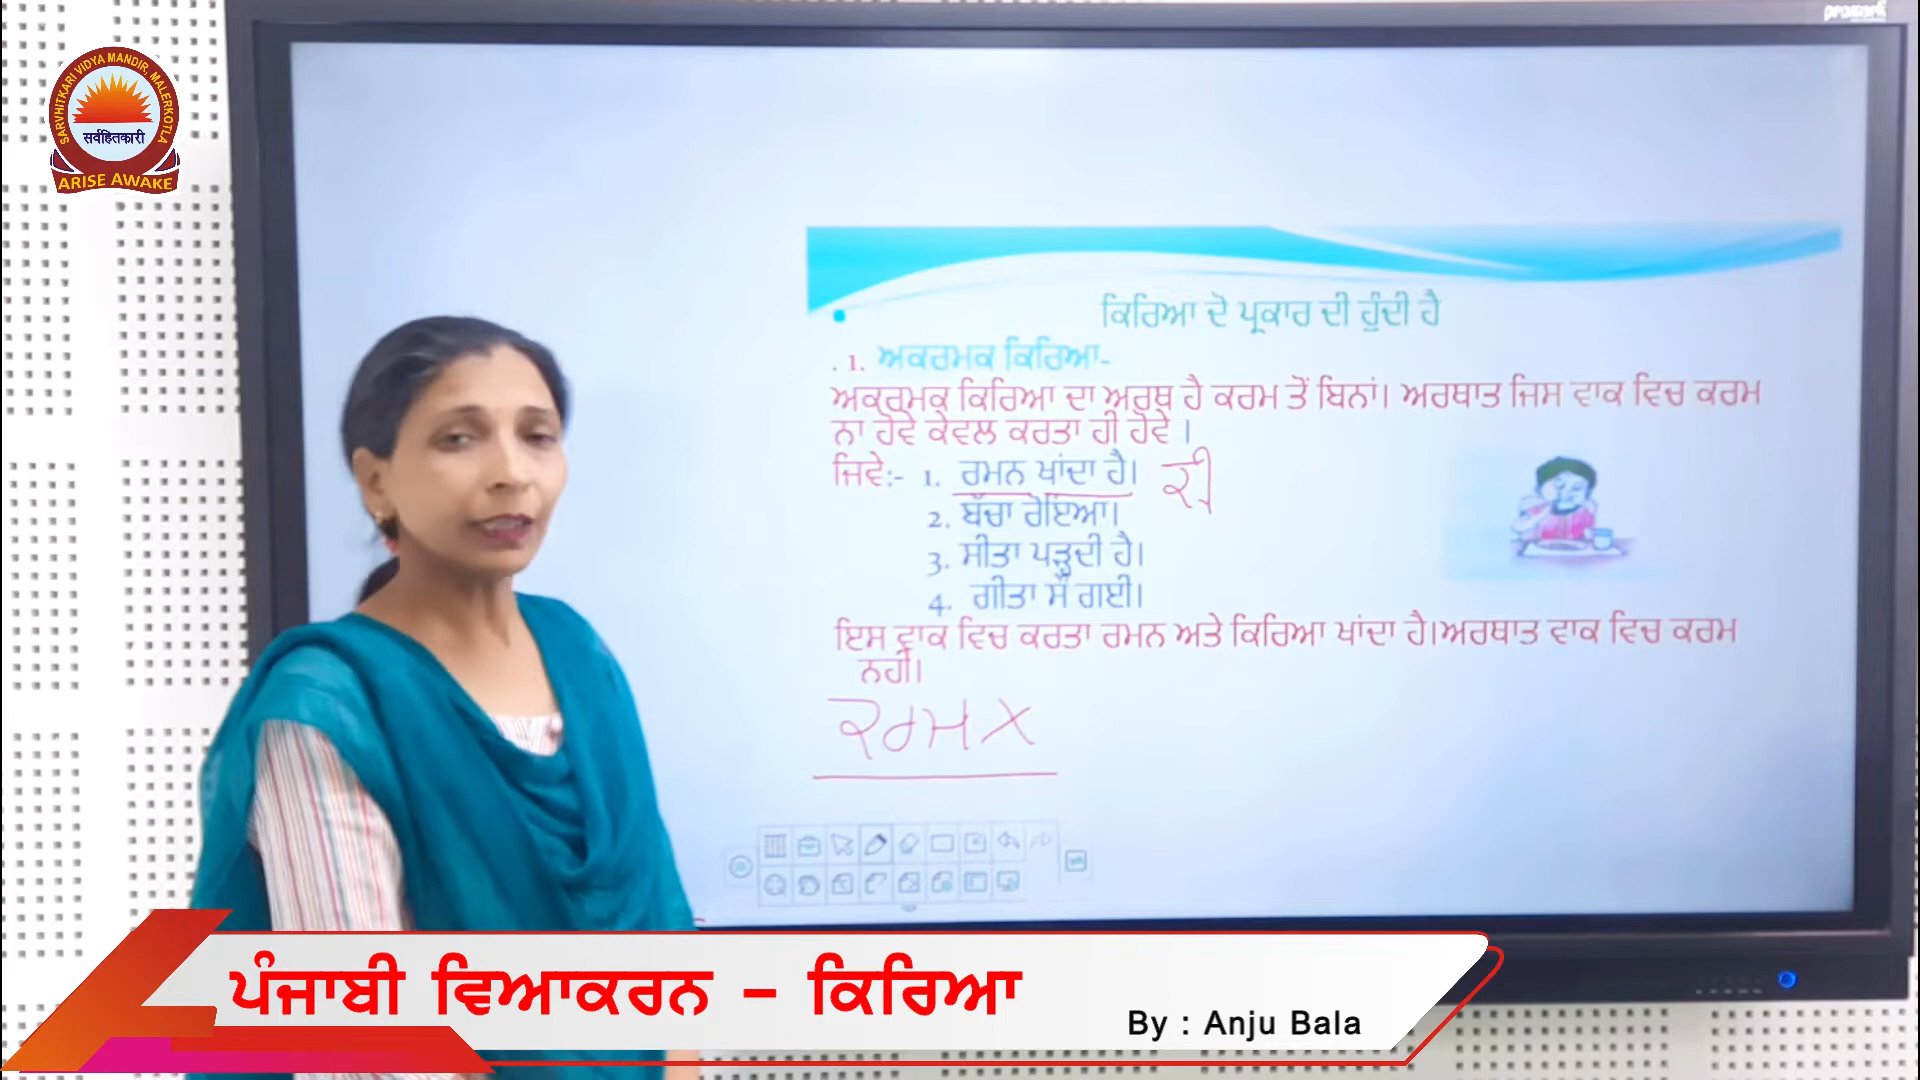 promark
SARVHITKARI VIDYA MANDIR, MALERKOTLA
सर्वहितकारी
ARISE AWAKE
ਕਿਰਿਆ ਦੋ ਪ੍ਰਕਾਰ ਦੀ ਹੁੰਦੀ ਹੈ
. 1. ਅਕਰਮਕ ਕਿਰਿਆ-
ਅਕਰਮਕ ਕਿਰਿਆ ਦਾ ਅਰਥ ਹੈ ਕਰਮ ਤੋਂ ਬਿਨਾਂ। ਅਰਥਾਤ ਜਿਸ ਵਾਕ ਵਿਚ ਕਰਮ
ਨਾ ਹੋਵੇ ਕੇਵਲ ਕਰਤਾ ਹੀ ਹੋਵੇ ।
ਜਿਵੇਂ:- 1. ਰਮਨ ਖਾਂਦਾ ਹੈ। ਕੀ
2. ਬੱਚਾ ਰੋਇਆ।
3. ਸੀਤਾ ਪੜ੍ਹਦੀ ਹੈ।
4. ਗੀਤਾ ਸੌਂ ਗਈ।
ਇਸ ਵਾਕ ਵਿਚ ਕਰਤਾ ਰਮਨ ਅਤੇ ਕਿਰਿਆ ਖਾਂਦਾ ਹੈ।ਅਰਥਾਤ ਵਾਕ ਵਿਚ ਕਰਮ
ਨਹੀਂ।
ਕਰਮ X
ਪੰਜਾਬੀ ਵਿਆਕਰਨ – ਕਿਰਿਆ
By : Anju Bala